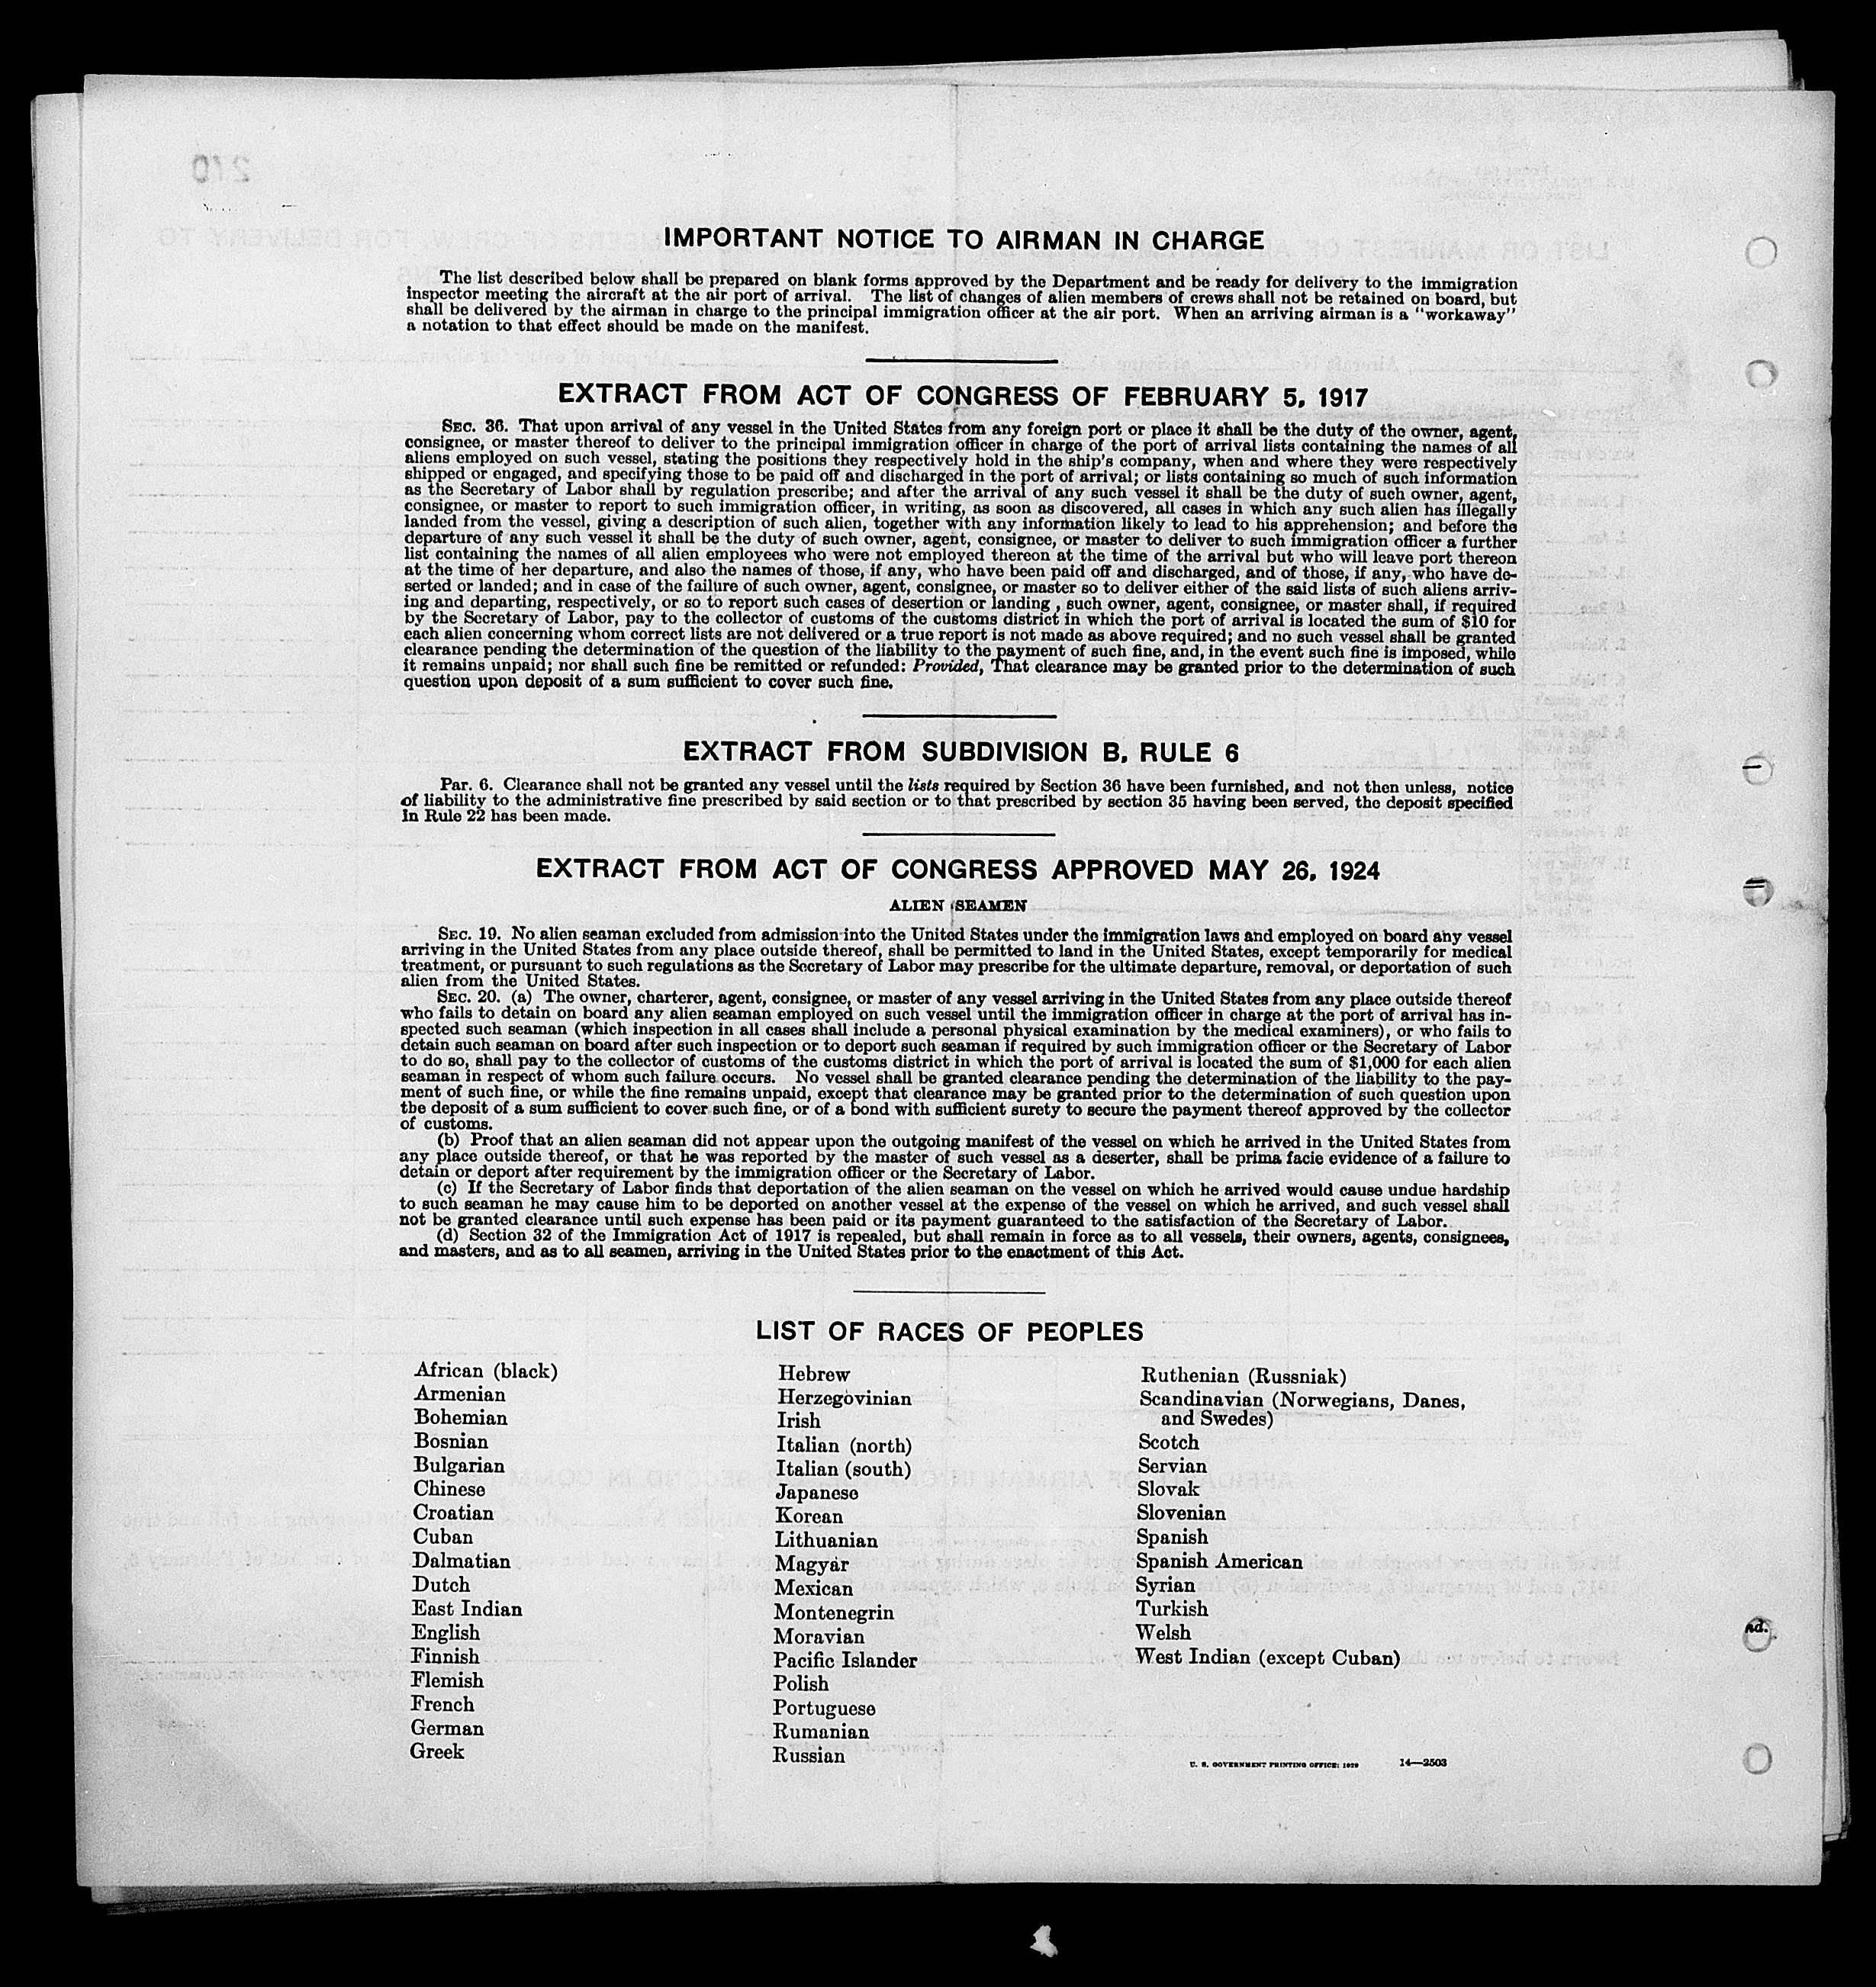 IMPORTANT NOTICE TO AIRMAN IN CHARGE
The list described below shall be prepared on blank forms approved by the Department and be ready for delivery to the immigration
inspector meeting the aircraft at the air port of arrival. The list of changes of alien members of crews shall not be retained on board, but
shall be delivered by the airman in charge to the principal immigration officer at the air port. When an arriving airman is a "workaway"
a notation to that effect should be made on the manifest.
EXTRACT FROM ACT OF CONGRESS OF FEBRUARY 5, 1917
SEC. 36. That upon arrival of any vessel in the United States from any foreign port or place it shall be the duty of the owner, agent,
consignee, or master thereof to deliver to the principal immigration officer in charge of the port of arrival lists containing the names of all
aliens employed on such vessel, stating the positions they respectively hold in the ship's company, when and where they were respectively
shipped or engaged, and specifying those to be paid off and discharged in the port of arrival; or lists containing so much of such information
as the Secretary of Labor shall by regulation prescribe; and after the arrival of any such vessel it shall be the duty of such owner, agent,
consignee, or master to report to such immigration officer, in writing, as soon as discovered, all cases in which any such alien has illegally
landed from the vessel, giving a description of such alien, together with any information likely to lead to his apprehension; and before the
departure of any such vessel it shall be the duty of such owner, agent, consignee, or master to deliver to such immigration officer a further
list containing the names of all alien employees who were not employed thereon at the time of the arrival but who will leave port thereon
at the time of her departure, and also the names of those, if any, who have been paid off and discharged, and of those, if any, who have de-
serted or landed; and in case of the failure of such owner, agent, consignee, or master so to deliver either of the said lists of such aliens arriv-
ing and departing, respectively, or so to report such cases of desertion or landing , such owner, agent, consignee, or master shall, if required
by the Secretary of Labor, pay to the collector of customs of the customs district in which the port of arrival is located the sum of $10 for
each alien concerning whom correct lists are not delivered or a true report is not made as above required; and no such vessel shall be granted
clearance pending the determination of the question of the liability to the payment of such fine, and, in the event such fine is imposed, while
it remains unpaid; nor shall such fine be remitted or refunded: Provided, That clearance may be granted prior to the determination of such
question upon deposit of a sum sufficient to cover such fine.
EXTRACT FROM SUBDIVISION B, RULE 6
Par. 6. Clearance shall not be granted any vessel until the lists required by Section 36 have been furnished, and not then unless, notice
of liability to the administrative fine prescribed by said section or to that prescribed by section 35 having been served, the deposit specified
in Rule 22 has been made.
EXTRACT FROM ACT OF CONGRESS APPROVED MAY 26, 1924
ALIEN SEAMEN
SEC. 19. No alien seaman excluded from admission into the United States under the immigration laws and employed on board any vessel
arriving in the United States from any place outside thereof, shall be permitted to land in the United States, except temporarily for medical
treatment, or pursuant to such regulations as the Secretary of Labor may prescribe for the ultimate departure, removal, or deportation of such
alien from the United States.
SEC. 20. (a) The owner, charterer, agent, consignee, or master of any vessel arriving in the United States from any place outside thereof
who fails to detain on board any alien seaman employed on such vessel until the immigration officer in charge at the port of arrival has in-
spected such seaman (which inspection in all cases shall include a personal physical examination by the medical examiners), or who fails to
detain such seaman on board after such inspection or to deport such seaman if required by such immigration officer or the Secretary of Labor
to do so, shall pay to the collector of customs of the customs district in which the port of arrival is located the sum of $1,000 for each alien
seaman in respect of whom such failure occurs. No vessel shall be granted clearance pending the determination of the liability to the pay-
ment of such fine, or while the fine remains unpaid, except that clearance may be granted prior to the determination of such question upon
the deposit of a sum sufficient to cover such fine, or of a bond with sufficient surety to secure the payment thereof approved by the collector
of customs.
(b) Proof that an alien seaman did not appear upon the outgoing manifest of the vessel on which he arrived in the United States from
any place outside thereof, or that he was reported by the master of such vessel as a deserter, shall be prima facie evidence of a failure to
detain or deport after requirement by the immigration officer or the Secretary of Labor.
(c) If the Secretary of Labor finds that deportation of the alien seaman on the vessel on which he arrived would cause undue hardship
to such seaman he may cause him to be deported on another vessel at the expense of the vessel on which he arrived, and such vessel shall
not be granted clearance until such expense has been paid or its payment guaranteed to the satisfaction of the Secretary of Labor.
(d) Section 32 of the Immigration Act of 1917 is repealed, but shall remain in force as to all vessels, their owners, agents, consignees,
and masters, and as to all seamen, arriving in the United States prior to the enactment of this Act.
LIST OF RACES OF PEOPLES
African (black)
Armenian
Bohemian
Bosnian
Bulgarian
Chinese
Croatian
Cuban
Dalmatian
Dutch
East Indian
English
Finnish
Flemish
French
German
Greek
Hebrew
Herzegovinian
Irish
Italian (north)
Italian (south)
Japanese
Korean
Lithuanian
Magyar
Mexican
Montenegrin
Moravian
Pacific Islander
Polish
Portuguese
Rumanian
Russian
Ruthenian (Russniak)
Scandinavian (Norwegians, Danes,
and Swedes)
Scotch
Servian
Slovak
Slovenian
Spanish
Spanish American
Syrian
Turkish
Welsh
West Indian (except Cuban)
U. S. GOVERNMENT PRINTING OFFICE: 1929 14—2503